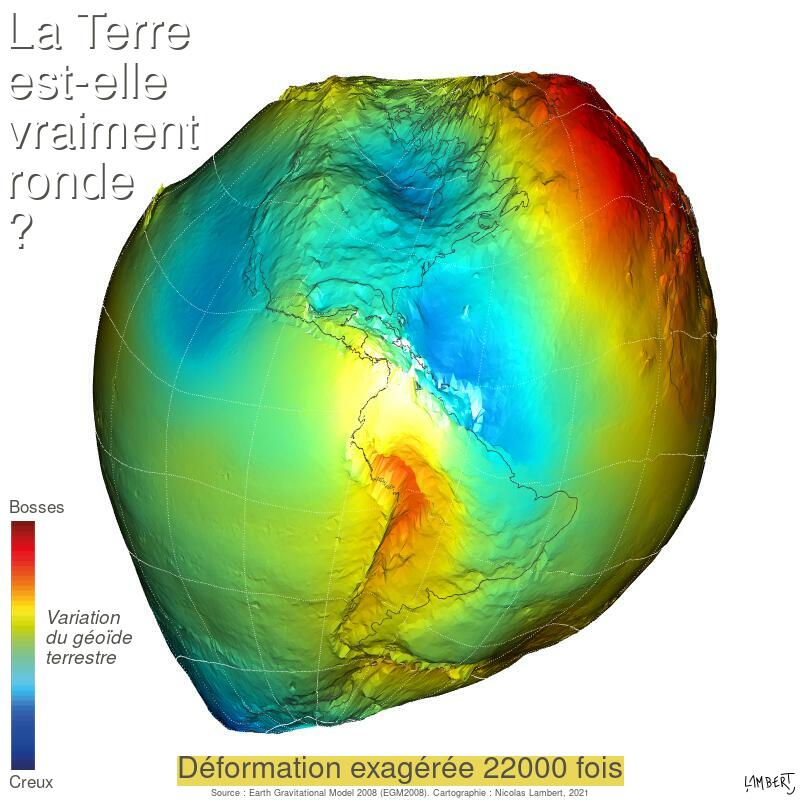 La Terre
est-elle
vraiment
ronde
?
Bosses
Variation
du géoïde
terrestre
Creux
Déformation exagérée 22000 fois
Source : Earth Gravitational Model 2008 (EGM2008). Cartographie : Nicolas Lambert, 2021
LAMBERT